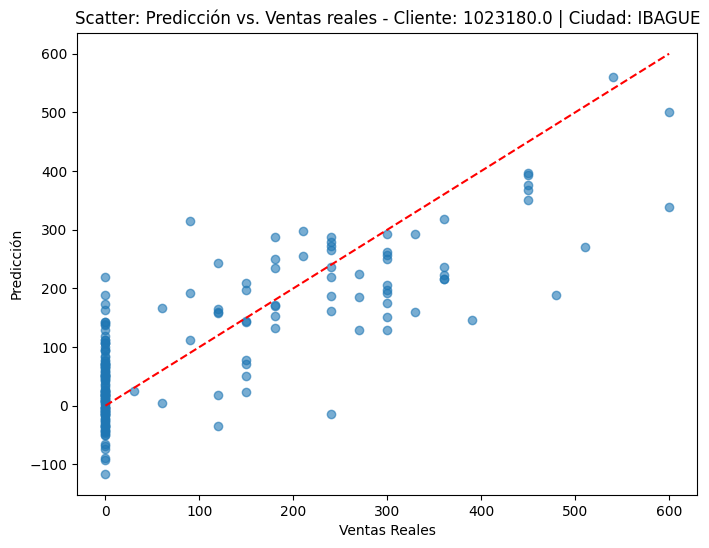 Scatter: Predicción vs. Ventas reales - Cliente: 1023180.0 | Ciudad: IBAGUE
600
500
400
300
200
100
0
−100
Predicción
0 100 200 300 400 500 600
Ventas Reales